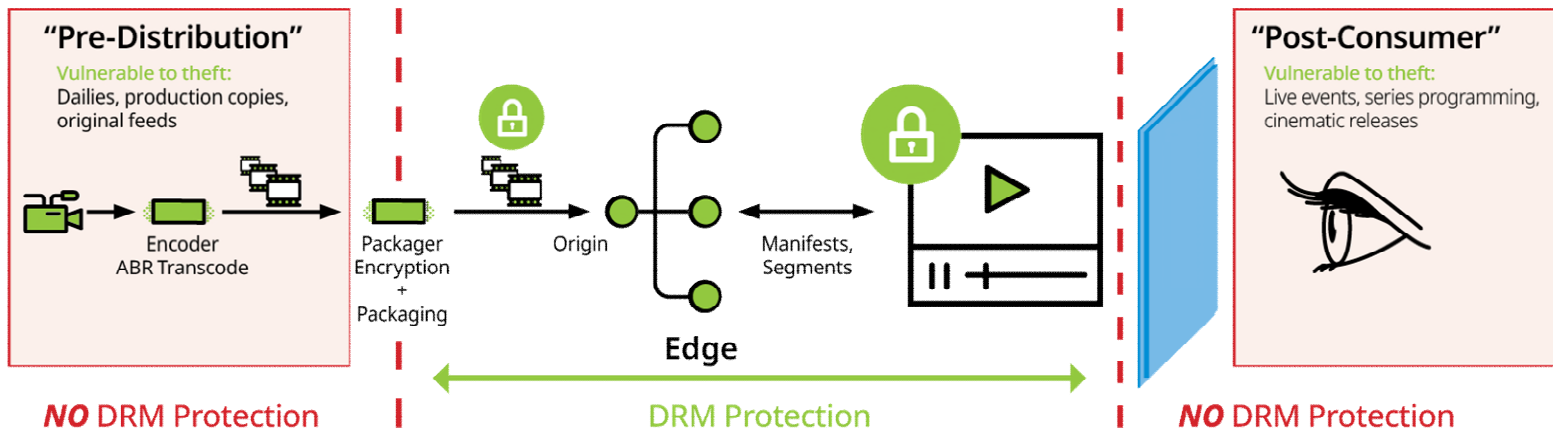 “Pre-Distribution”
Vulnerable to theft:
Dailies, production copies,
original feeds
Encoder
ABR Transcode
Packager
Encryption
+
Packaging
Origin
Edge
Manifests,
Segments
“Post-Consumer”
Vulnerable to theft:
Live events, series programming,
cinematic releases
NO DRM Protection
DRM Protection
NO DRM Protection